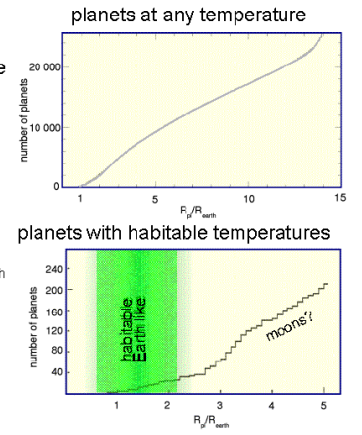 planets at any temperature
e
20 000
10 000
0
number of planets
1 5 10 15
Rpl/Rearth
planets with habitable temperatures
h
240
200
160
120
80
40
number of planets
habitable
Earth like
moons?
1 2 3 4 5
Rpl/Rearth